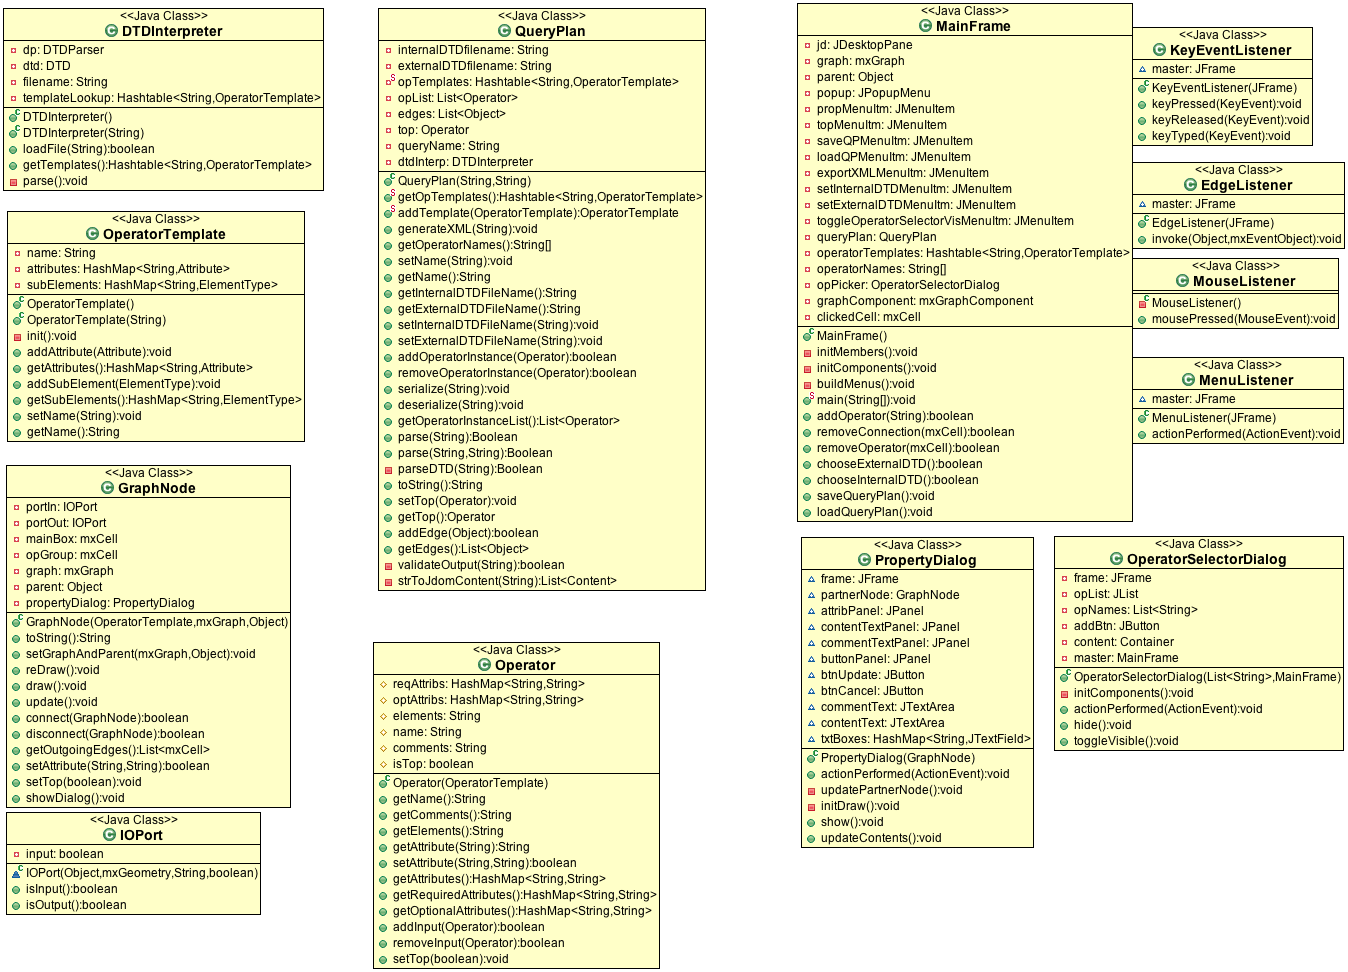 <<Java Class>>
DTDInterpreter
dp: DTDParser
dtd: DTD
filename: String
templateLookup: Hashtable<String,OperatorTemplate>
DTDInterpreter()
DTDInterpreter(String)
loadFile(String):boolean
getTemplates():Hashtable<String,OperatorTemplate>
parse():void
<<Java Class>>
OperatorTemplate
name: String
attributes: HashMap<String,Attribute>
subElements: HashMap<String,ElementType>
OperatorTemplate()
OperatorTemplate(String)
init():void
addAttribute(Attribute):void
getAttributes():HashMap<String,Attribute>
addSubElement(ElementType):void
getSubElements():HashMap<String,ElementType>
setName(String):void
getName():String
<<Java Class>>
GraphNode
portIn: IOPort
portOut: IOPort
mainBox: mxCell
opGroup: mxCell
graph: mxGraph
parent: Object
propertyDialog: PropertyDialog
GraphNode(OperatorTemplate,mxGraph,Object)
toString():String
setGraphAndParent(mxGraph,Object):void
reDraw():void
draw():void
update():void
connect(GraphNode):boolean
disconnect(GraphNode):boolean
getOutgoingEdges():List<mxCell>
setAttribute(String,String):boolean
setTop(boolean):void
showDialog():void
<<Java Class>>
IOPort
input: boolean
IOPort(Object,mxGeometry,String,boolean)
isInput():boolean
isOutput():boolean
<<Java Class>>
QueryPlan
internalDTDfilename: String
externalDTDfilename: String
opTemplates: Hashtable<String,OperatorTemplate>
opList: List<Operator>
edges: List<Object>
top: Operator
queryName: String
dtdInterp: DTDInterpreter
QueryPlan(String,String)
getOpTemplates():Hashtable<String,OperatorTemplate>
addTemplate(OperatorTemplate):OperatorTemplate
generateXML(String):void
getOperatorNames():String[]
setName(String):void
getName():String
getInternalDTDFileName():String
getExternalDTDFileName():String
setInternalDTDFileName(String):void
setExternalDTDFileName(String):void
addOperatorInstance(Operator):boolean
removeOperatorInstance(Operator):boolean
serialize(String):void
deserialize(String):void
getOperatorInstanceList():List<Operator>
parse(String):Boolean
parse(String,String):Boolean
parseDTD(String):Boolean
toString():String
setTop(Operator):void
getTop():Operator
addEdge(Object):boolean
getEdges():List<Object>
validateOutput(String):boolean
strToJdomContent(String):List<Content>
<<Java Class>>
Operator
reqAttribs: HashMap<String,String>
optAttribs: HashMap<String,String>
elements: String
name: String
comments: String
isTop: boolean
Operator(OperatorTemplate)
getName():String
getComments():String
getElements():String
getAttribute(String):String
setAttribute(String,String):boolean
getAttributes():HashMap<String,String>
getRequiredAttributes():HashMap<String,String>
getOptionalAttributes():HashMap<String,String>
addInput(Operator):boolean
removeInput(Operator):boolean
setTop(boolean):void
<<Java Class>>
MainFrame
jd: JDesktopPane
graph: mxGraph
parent: Object
popup: JPopupMenu
propMenuItm: JMenuItem
topMenuItm: JMenuItem
saveQPMenuItm: JMenuItem
loadQPMenuItm: JMenuItem
exportXMLMenuItm: JMenuItem
setInternalDTDMenuItm: JMenuItem
setExternalDTDMenuItm: JMenuItem
toggleOperatorSelectorVisMenuItm: JMenuItem
queryPlan: QueryPlan
operatorTemplates: Hashtable<String,OperatorTemplate>
operatorNames: String[]
opPicker: OperatorSelectorDialog
graphComponent: mxGraphComponent
clickedCell: mxCell
MainFrame()
initMembers():void
initComponents():void
buildMenus():void
main(String[]):void
addOperator(String):boolean
removeConnection(mxCell):boolean
removeOperator(mxCell):boolean
chooseExternalDTD():boolean
chooseInternalDTD():boolean
saveQueryPlan():void
loadQueryPlan():void
<<Java Class>>
KeyEventListener
master: JFrame
KeyEventListener(JFrame)
keyPressed(KeyEvent):void
keyReleased(KeyEvent):void
keyTyped(KeyEvent):void
<<Java Class>>
EdgeListener
master: JFrame
EdgeListener(JFrame)
invoke(Object,mxEventObject):void
<<Java Class>>
MouseListener
MouseListener()
mousePressed(MouseEvent):void
<<Java Class>>
MenuListener
master: JFrame
MenuListener(JFrame)
actionPerformed(ActionEvent):void
<<Java Class>>
PropertyDialog
frame: JFrame
partnerNode: GraphNode
attribPanel: JPanel
contentTextPanel: JPanel
commentTextPanel: JPanel
buttonPanel: JPanel
btnUpdate: JButton
btnCancel: JButton
commentText: JTextArea
contentText: JTextArea
txtBoxes: HashMap<String,JTextField>
PropertyDialog(GraphNode)
actionPerformed(ActionEvent):void
updatePartnerNode():void
initDraw():void
show():void
updateContents():void
<<Java Class>>
OperatorSelectorDialog
frame: JFrame
opList: JList
opNames: List<String>
addBtn: JButton
content: Container
master: MainFrame
OperatorSelectorDialog(List<String>,MainFrame)
initComponents():void
actionPerformed(ActionEvent):void
hide():void
toggleVisible():void